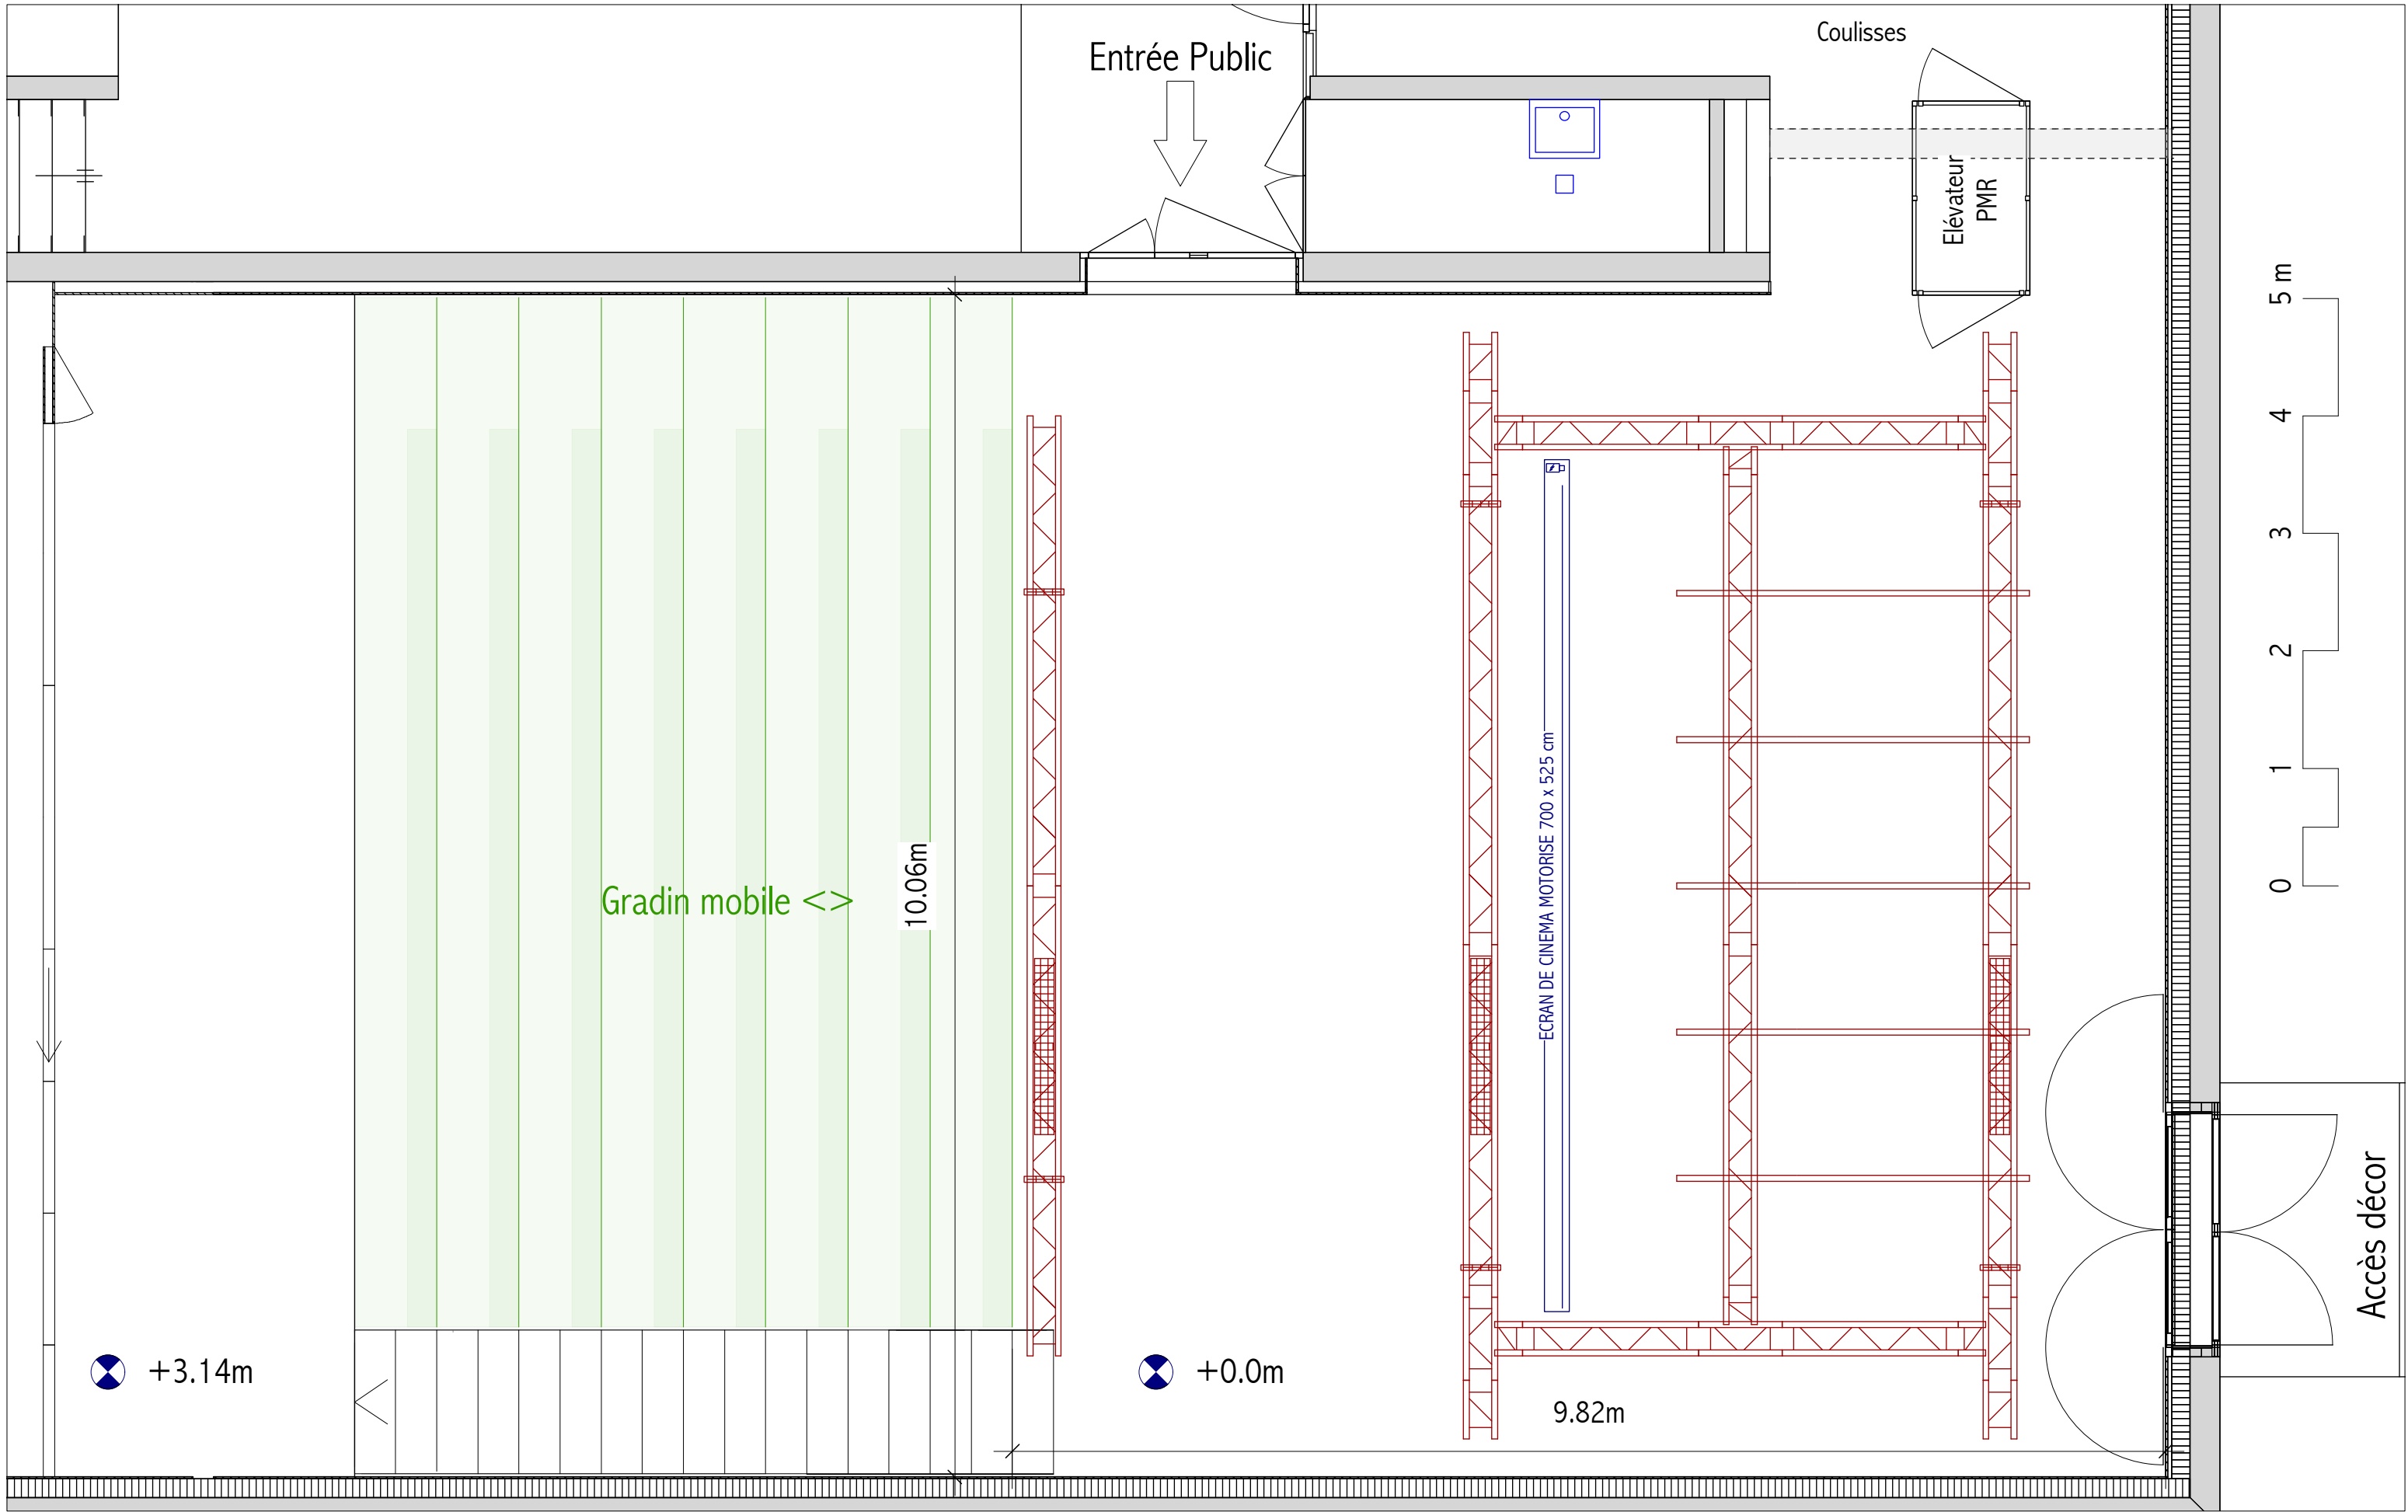 Coulisses
Entrée Public
Elévateur
PMR
5 m
4
3
2
1
0
10.06m
Gradin mobile <>
ECRAN DE CINEMA MOTORISE 700 x 525 cm
Accès décor
+3.14m
+0.0m
9.82m